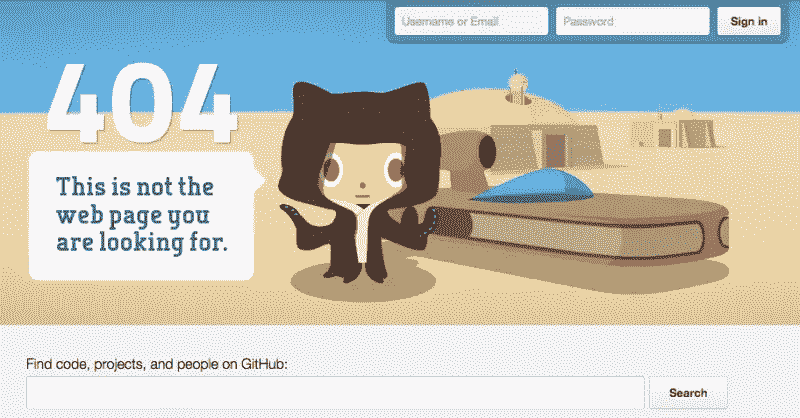 Username or Email
Password
Sign in
404
This is not the
web page you
are looking for.
Find code, projects, and people on GitHub:
Search